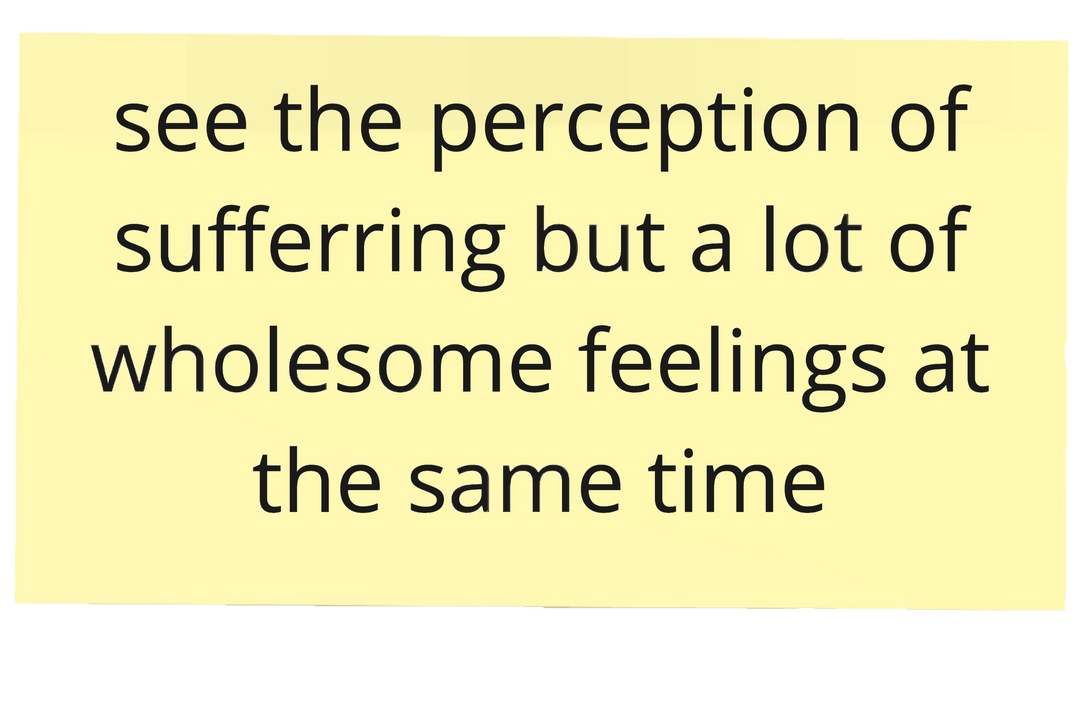 see the perception of
sufferring but a lot of
wholesome feelings at
the same time